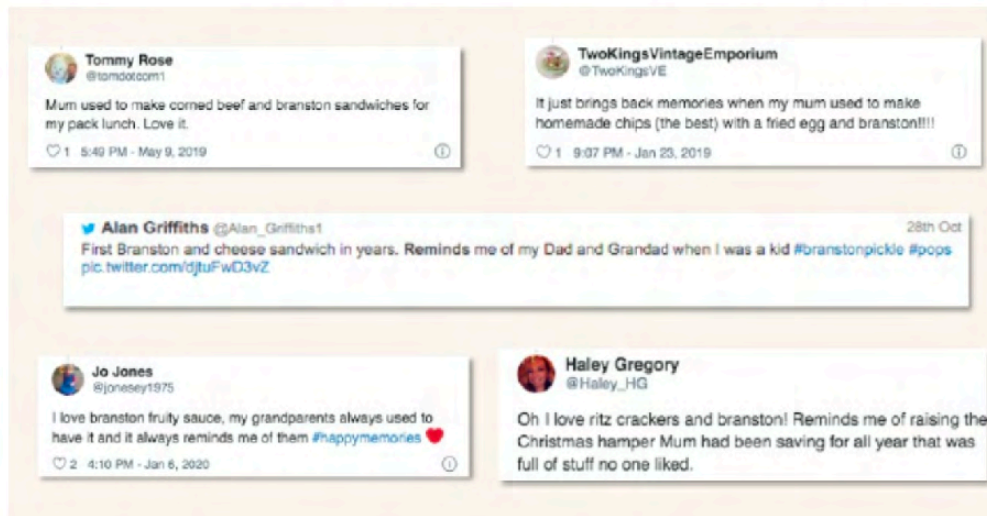 Tommy Rose
@tomdotcom1
Mum used to make corned beef and branston sandwiches for
my pack lunch. Love it.
1 5:49 PM - May 9, 2019
TwoKingsVintageEmporium
@TwoKingsVE
It just brings back memories when my mum used to make
homemade chips (the best) with a fried egg and branston!!!!
1 9:07 PM - Jan 23, 2019
Alan Griffiths @Alan_Griffiths1 28th Oct
First Branston and cheese sandwich in years. Reminds me of my Dad and Grandad when I was a kid #branstonpickle #pops
pic.twitter.com/djtuFwD3vZ
Jo Jones
@jonesey1975
I love branston fruity sauce, my grandparents always used to
have it and it always reminds me of them #happymemories ❤
2 4:10 PM - Jan 6, 2020
Haley Gregory
@Haley_HG
Oh I love ritz crackers and branston! Reminds me of raising the
Christmas hamper Mum had been saving for all year that was
full of stuff no one liked.